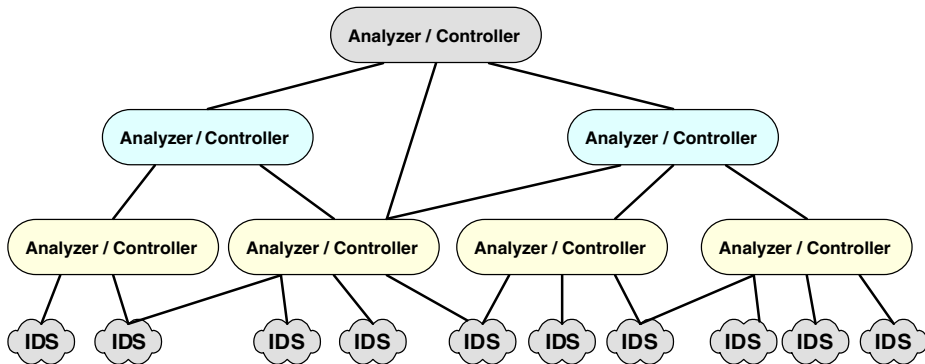 Analyzer / Controller
Analyzer / Controller
Analyzer / Controller
Analyzer / Controller
Analyzer / Controller
Analyzer / Controller
Analyzer / Controller
IDS
IDS
IDS
IDS
IDS
IDS
IDS
IDS
IDS
IDS